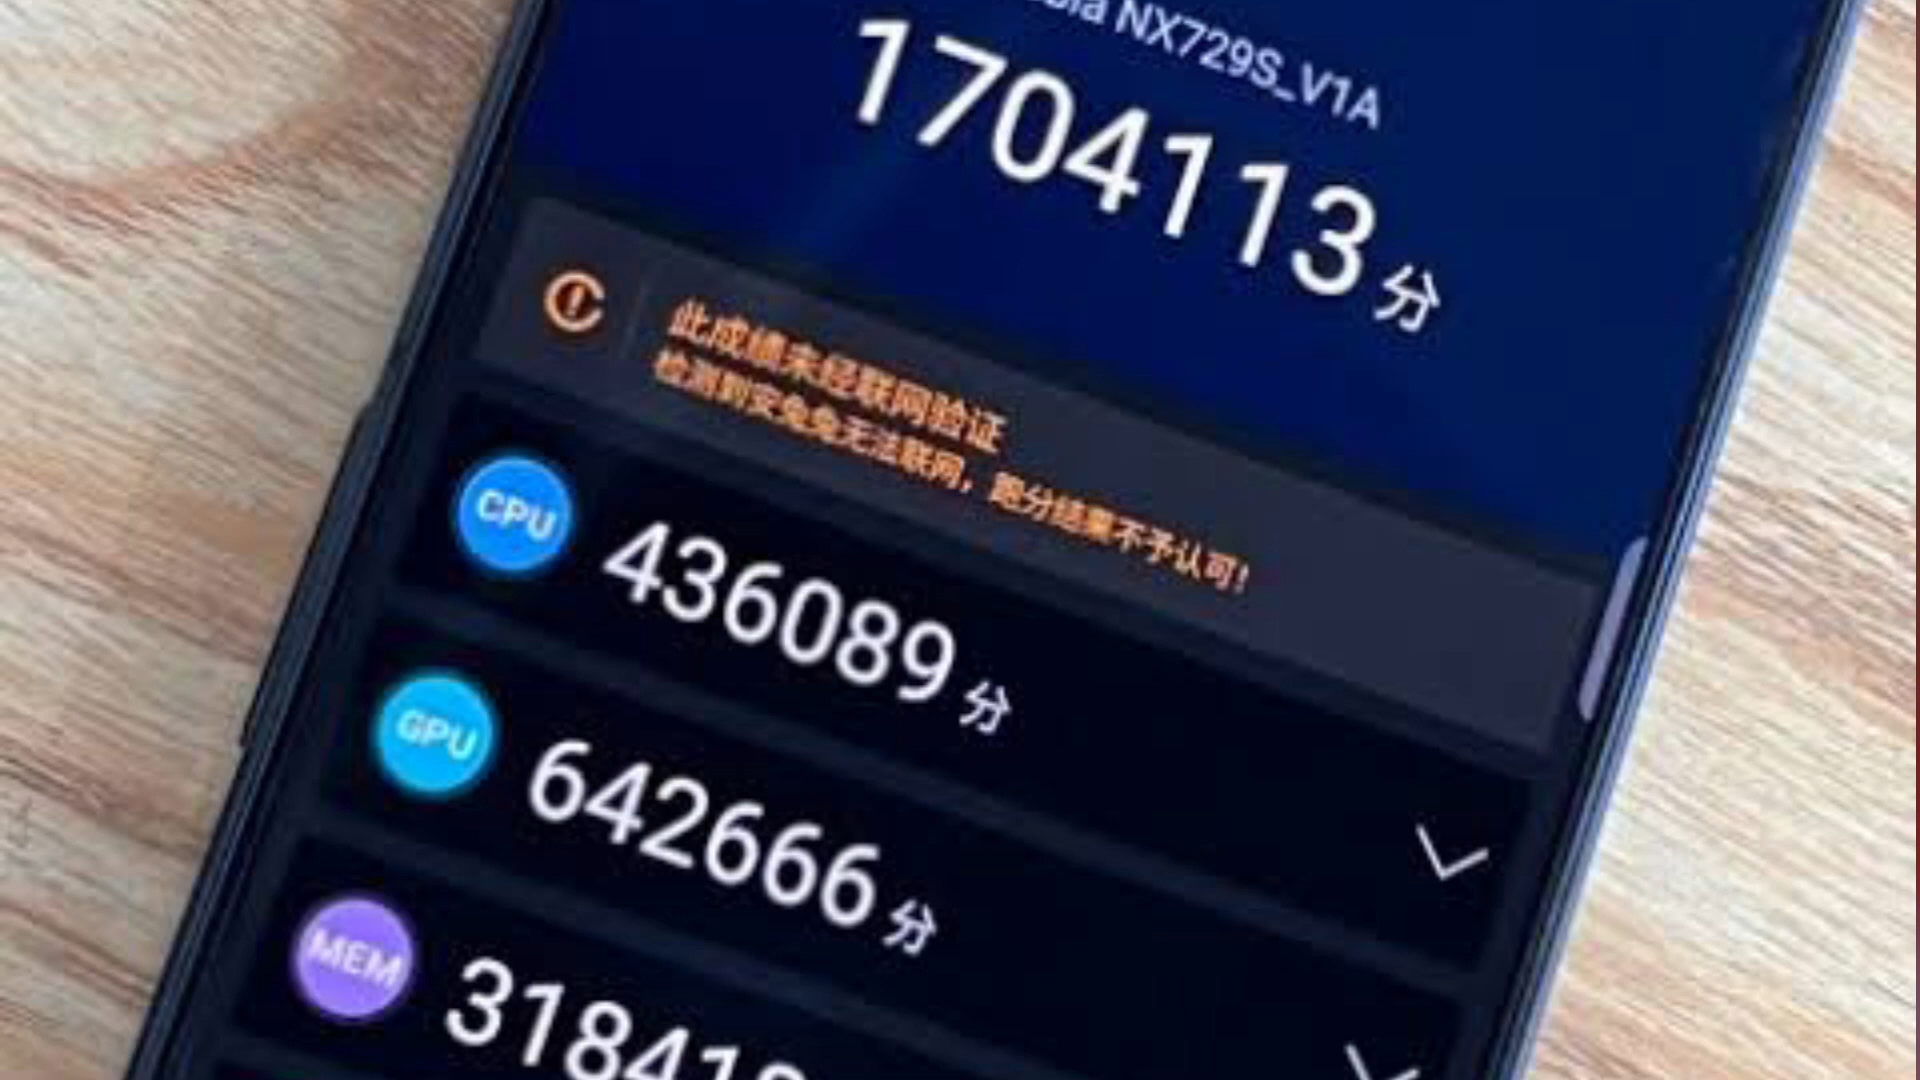 NX729S_V1A
1704113分
此成绩未经联网验证
检测到安兔兔无法联网，跑分结果不予认可!
CPU
436089分
GPU
642666分
MEM